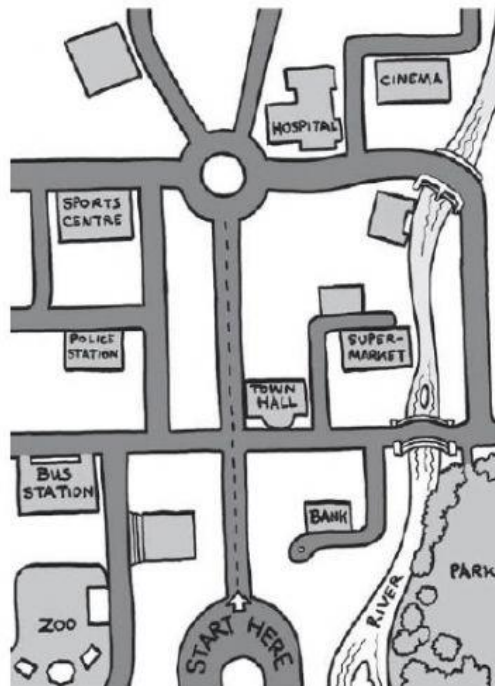 CINEMA
HOSPITAL
SPORTS
CENTRE
POLICE
STATION
SUPER-
MARKET
TOWN
HALL
BUS
STATION
BANK
ZOO
RIVER
PARK
START HERE